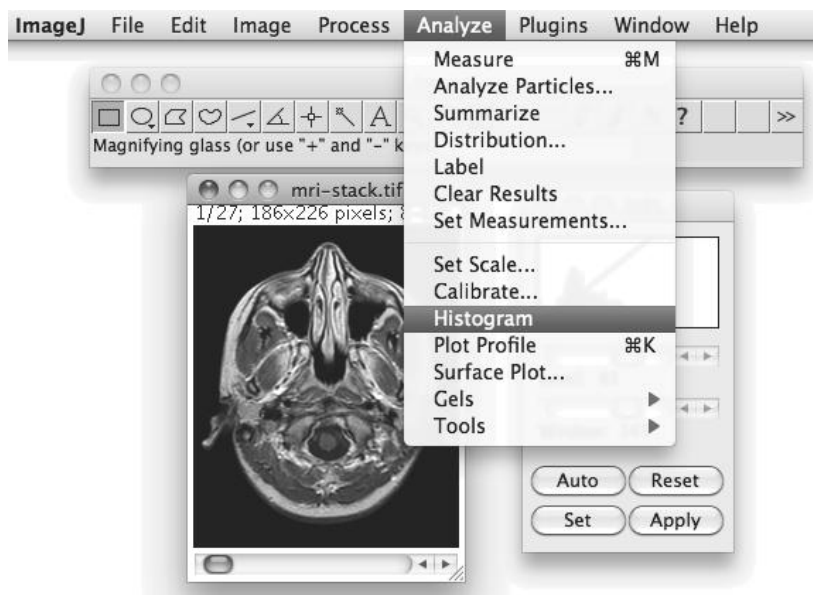 ImageJ File Edit Image Process Analyze Plugins Window Help
Measure ⌘M
Analyze Particles...
Summarize
Distribution...
Label
Clear Results
Set Measurements...
Set Scale...
Calibrate...
Histogram
Plot Profile ⌘K
Surface Plot...
Gels
Tools
A ? >>
Magnifying glass (or use "+" and "-"
mri-stack.tif
1/27; 186x226 pixels;
Auto Reset
Set Apply